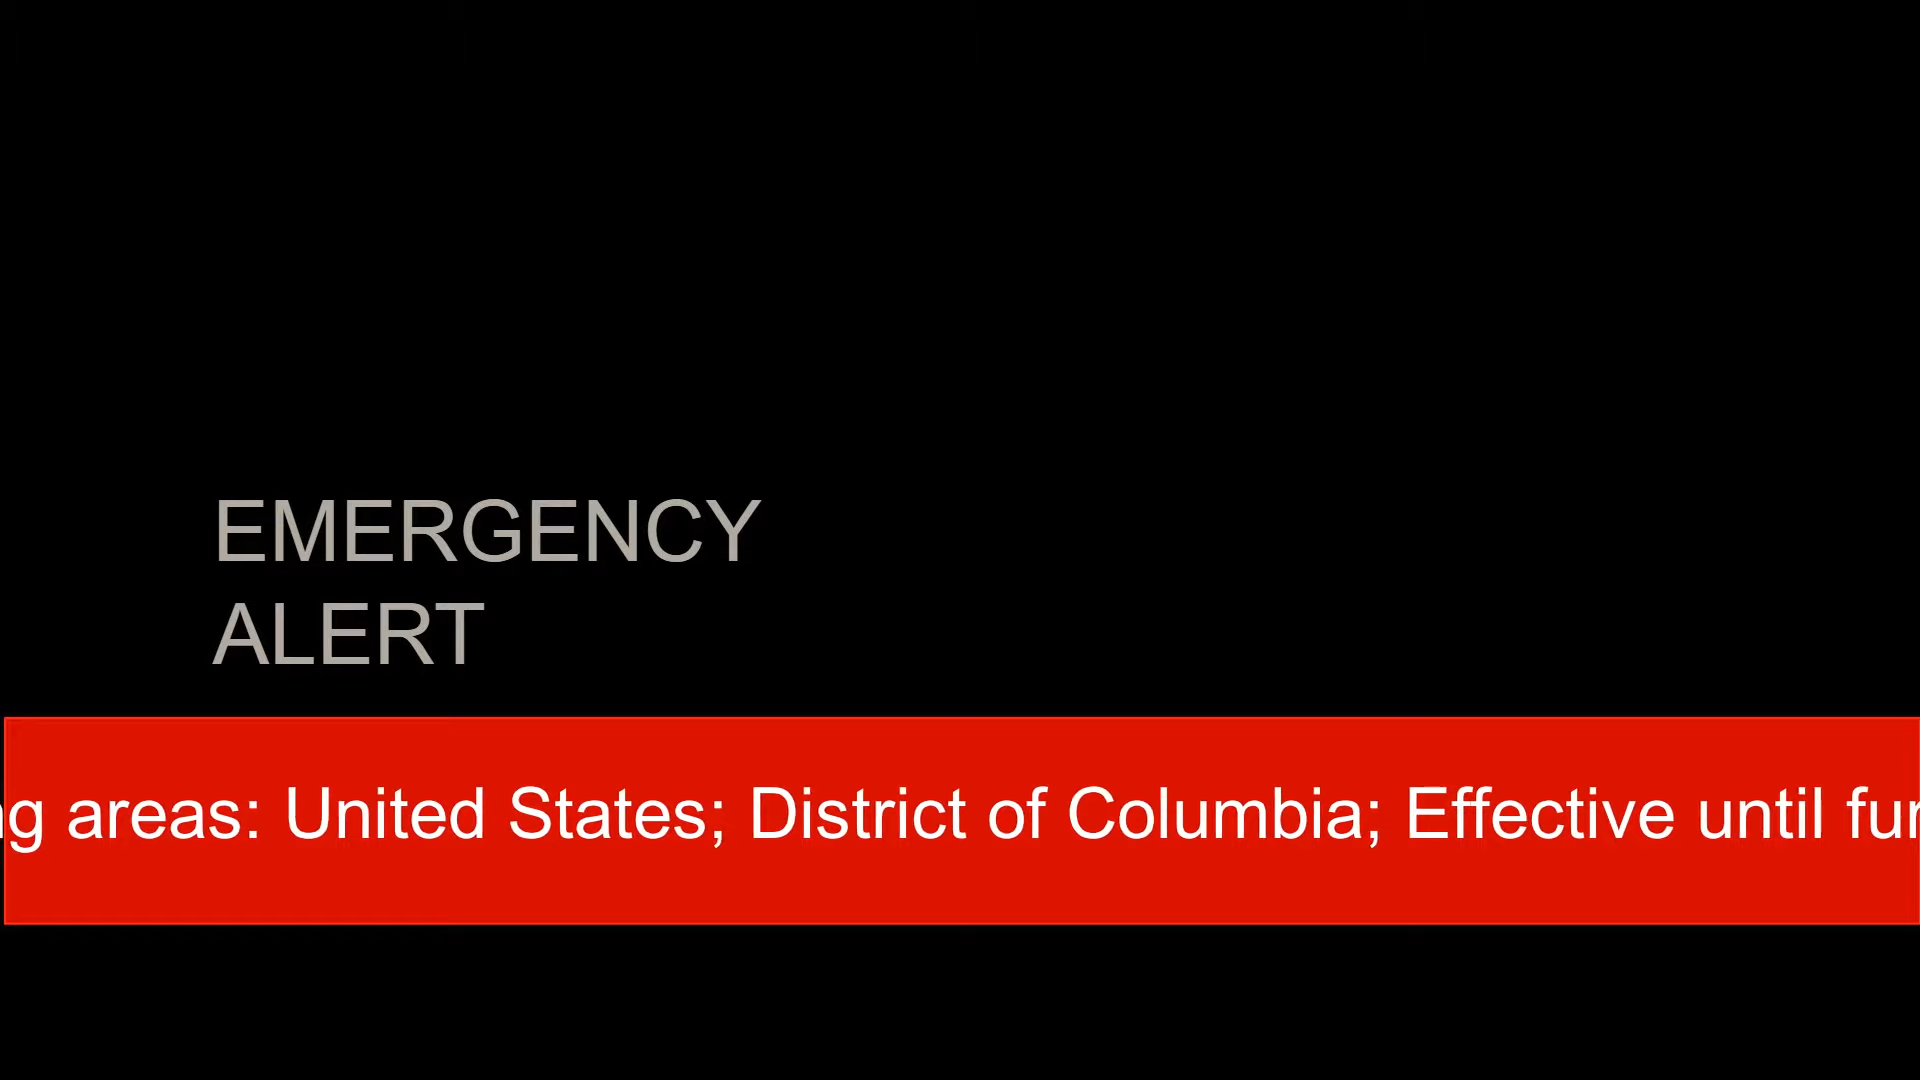 EMERGENCY
ALERT
areas: United States; District of Columbia; Effective until